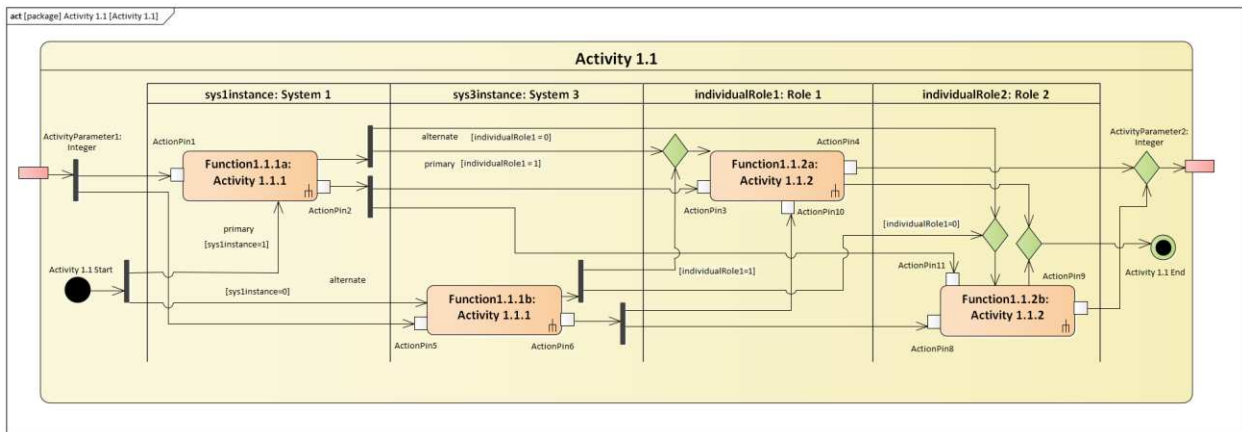 act [package] Activity 1.1 [Activity 1.1]
Activity 1.1
sys1instance: System 1
sys3instance: System 3
individualRole1: Role 1
individualRole2: Role 2
ActivityParameter1:
Integer
ActionPin1
Function1.1.1a:
Activity 1.1.1
ActionPin2
alternate
[individualRole1 = 0]
primary
[individualRole1 = 1]
ActionPin4
Function1.1.2a:
Activity 1.1.2
ActionPin3
ActionPin10
ActivityParameter2:
Integer
primary
[sys1instance=1]
[individualRole1=0]
Activity 1.1 Start
alternate
[sys1instance=0]
[individualRole1=1]
ActionPin11
ActionPin9
Activity 1.1 End
Function1.1.1b:
Activity 1.1.1
Function1.1.2b:
Activity 1.1.2
ActionPin5
ActionPin6
ActionPin8